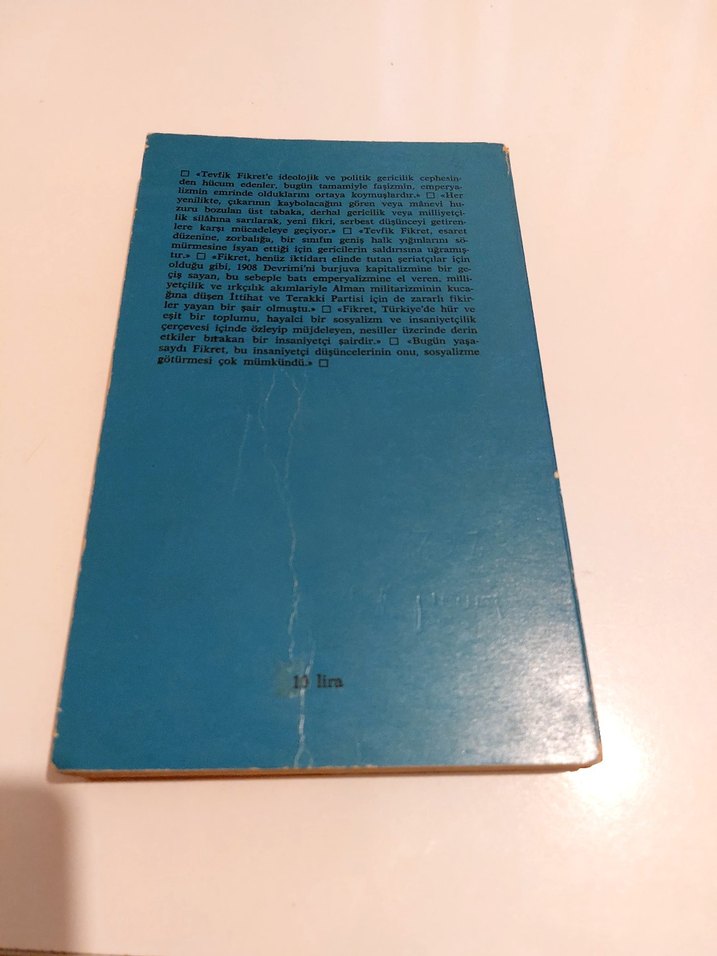 □ «Tevfik Fikret'e ideolojik ve politik gericilik cephesin-
den hücum edenler, bugün tamamiyle faşizmin, emperya-
lizmin emrinde olduklarını ortaya koymuşlardır.» □ «Her
yenilikte, çıkarının kaybolacağını gören veya mânevi hu-
zuru bozulan üst tabaka, derhal gericilik veya milliyetçi-
lik silâhına sarılarak, yeni fikri, serbest düşünceyi getiren-
lere karşı mücadeleye geçiyor.» □ «Tevfik Fikret, esaret
düzenine, zorbalığa, bir sınıfın geniş halk yığınlarını sö-
mürmesine isyan ettiği için gericilerin saldırısına uğramış-
tır.» □ «Fikret, henüz iktidarı elinde tutan şeriatçılar için
olduğu gibi, 1908 Devrimi'ni burjuva kapitalizmine bir ge-
çiş sayan, bu sebeple batı emperyalizmine el veren, milli-
yetçilik ve ırkçılık akımlariyle Alman militarizminin kuca-
ğına düşen İttihat ve Terakki Partisi için de zararlı fikir-
ler yayan bir şair olmuştu.» □ «Fikret, Türkiye'de hür ve
eşit bir toplumu, hayalci bir sosyalizm ve insaniyetçilik
çerçevesi içinde özleyip müjdeleyen, nesiller üzerinde derin
etkiler bırakan bir insaniyetçi şairdir.» □ «Bugün yaşa-
saydı Fikret, bu insaniyetçi düşüncelerinin onu, sosyalizme
götürmesi çok mümkündü.» □
10 lira